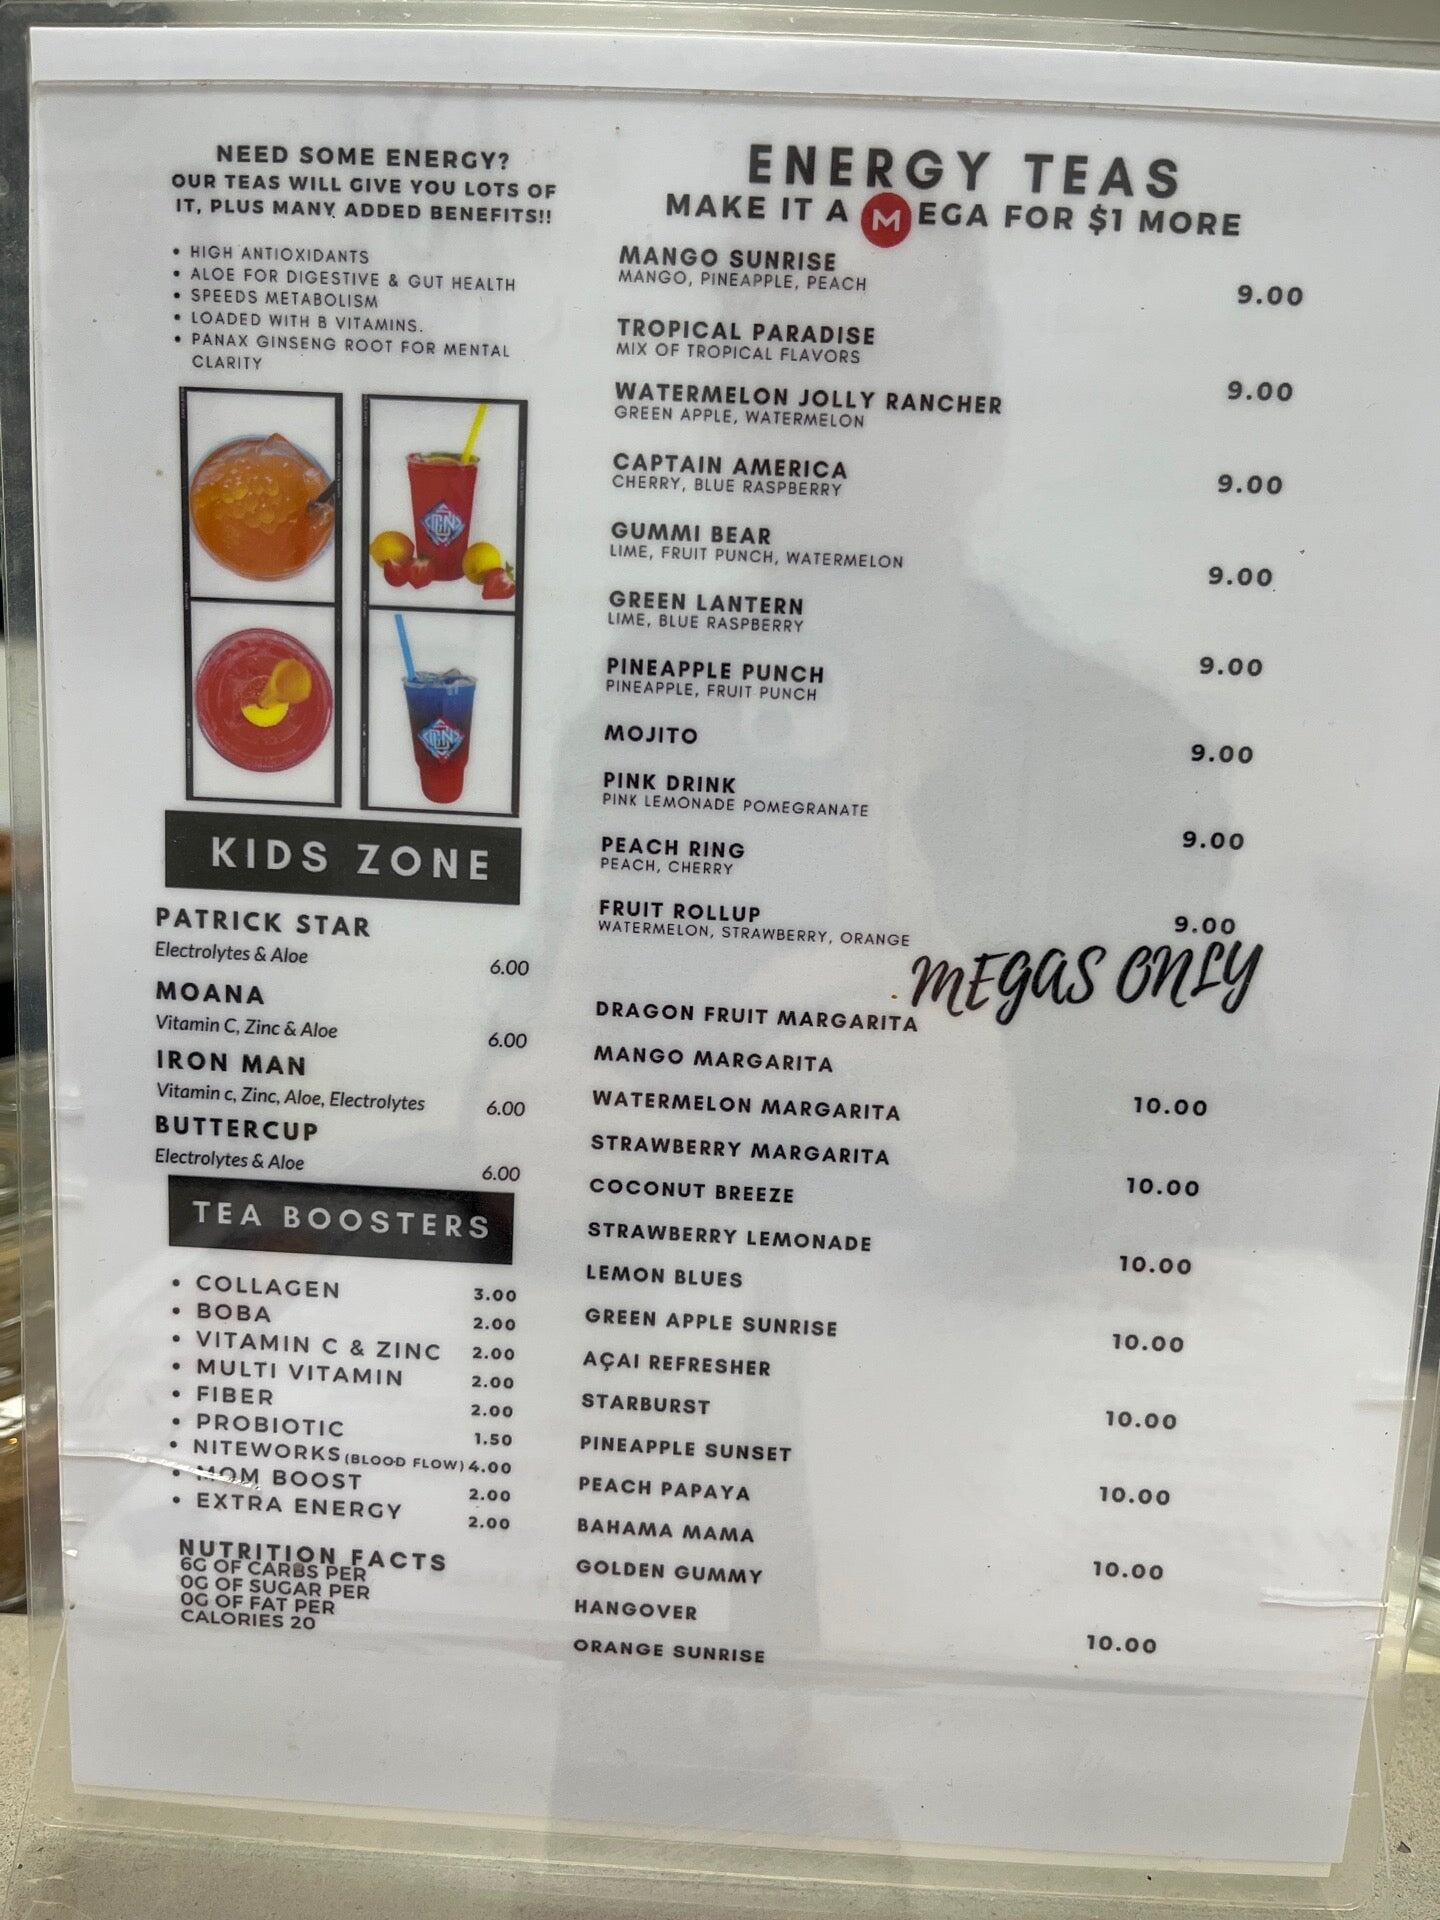 NEED SOME ENERGY?
OUR TEAS WILL GIVE YOU LOTS OF
IT, PLUS MANY ADDED BENEFITS!!
• HIGH ANTIOXIDANTS
• ALOE FOR DIGESTIVE & GUT HEALTH
• SPEEDS METABOLISM
• LOADED WITH B VITAMINS.
• PANAX GINSENG ROOT FOR MENTAL
CLARITY
KIDS ZONE
PATRICK STAR
Electrolytes & Aloe
6.00
MOANA
Vitamin C, Zinc & Aloe
6.00
IRON MAN
Vitamin c, Zinc, Aloe, Electrolytes
6.00
BUTTERCUP
Electrolytes & Aloe
6.00
TEA BOOSTERS
• COLLAGEN 3.00
• BOBA 2.00
• VITAMIN C & ZINC 2.00
• MULTI VITAMIN 2.00
• FIBER 2.00
• PROBIOTIC 1.50
• NITEWORKS (BLOOD FLOW) 4.00
• MOM BOOST 2.00
• EXTRA ENERGY 2.00
NUTRITION FACTS
6G OF CARBS PER
0G OF SUGAR PER
0G OF FAT PER
CALORIES 20
ENERGY TEAS
MAKE IT A MEGA FOR $1 MORE
MANGO SUNRISE
MANGO, PINEAPPLE, PEACH
9.00
TROPICAL PARADISE
MIX OF TROPICAL FLAVORS
9.00
WATERMELON JOLLY RANCHER
GREEN APPLE, WATERMELON
CAPTAIN AMERICA
CHERRY, BLUE RASPBERRY
9.00
GUMMI BEAR
LIME, FRUIT PUNCH, WATERMELON
9.00
GREEN LANTERN
LIME, BLUE RASPBERRY
9.00
PINEAPPLE PUNCH
PINEAPPLE, FRUIT PUNCH
MOJITO
9.00
PINK DRINK
PINK LEMONADE POMEGRANATE
9.00
PEACH RING
PEACH, CHERRY
FRUIT ROLLUP
WATERMELON, STRAWBERRY, ORANGE
9.00
MEGAS ONLY
DRAGON FRUIT MARGARITA
MANGO MARGARITA
WATERMELON MARGARITA
10.00
STRAWBERRY MARGARITA
COCONUT BREEZE
10.00
STRAWBERRY LEMONADE
LEMON BLUES
10.00
GREEN APPLE SUNRISE
10.00
AÇAI REFRESHER
STARBURST
10.00
PINEAPPLE SUNSET
PEACH PAPAYA
10.00
BAHAMA MAMA
GOLDEN GUMMY
10.00
HANGOVER
ORANGE SUNRISE
10.00